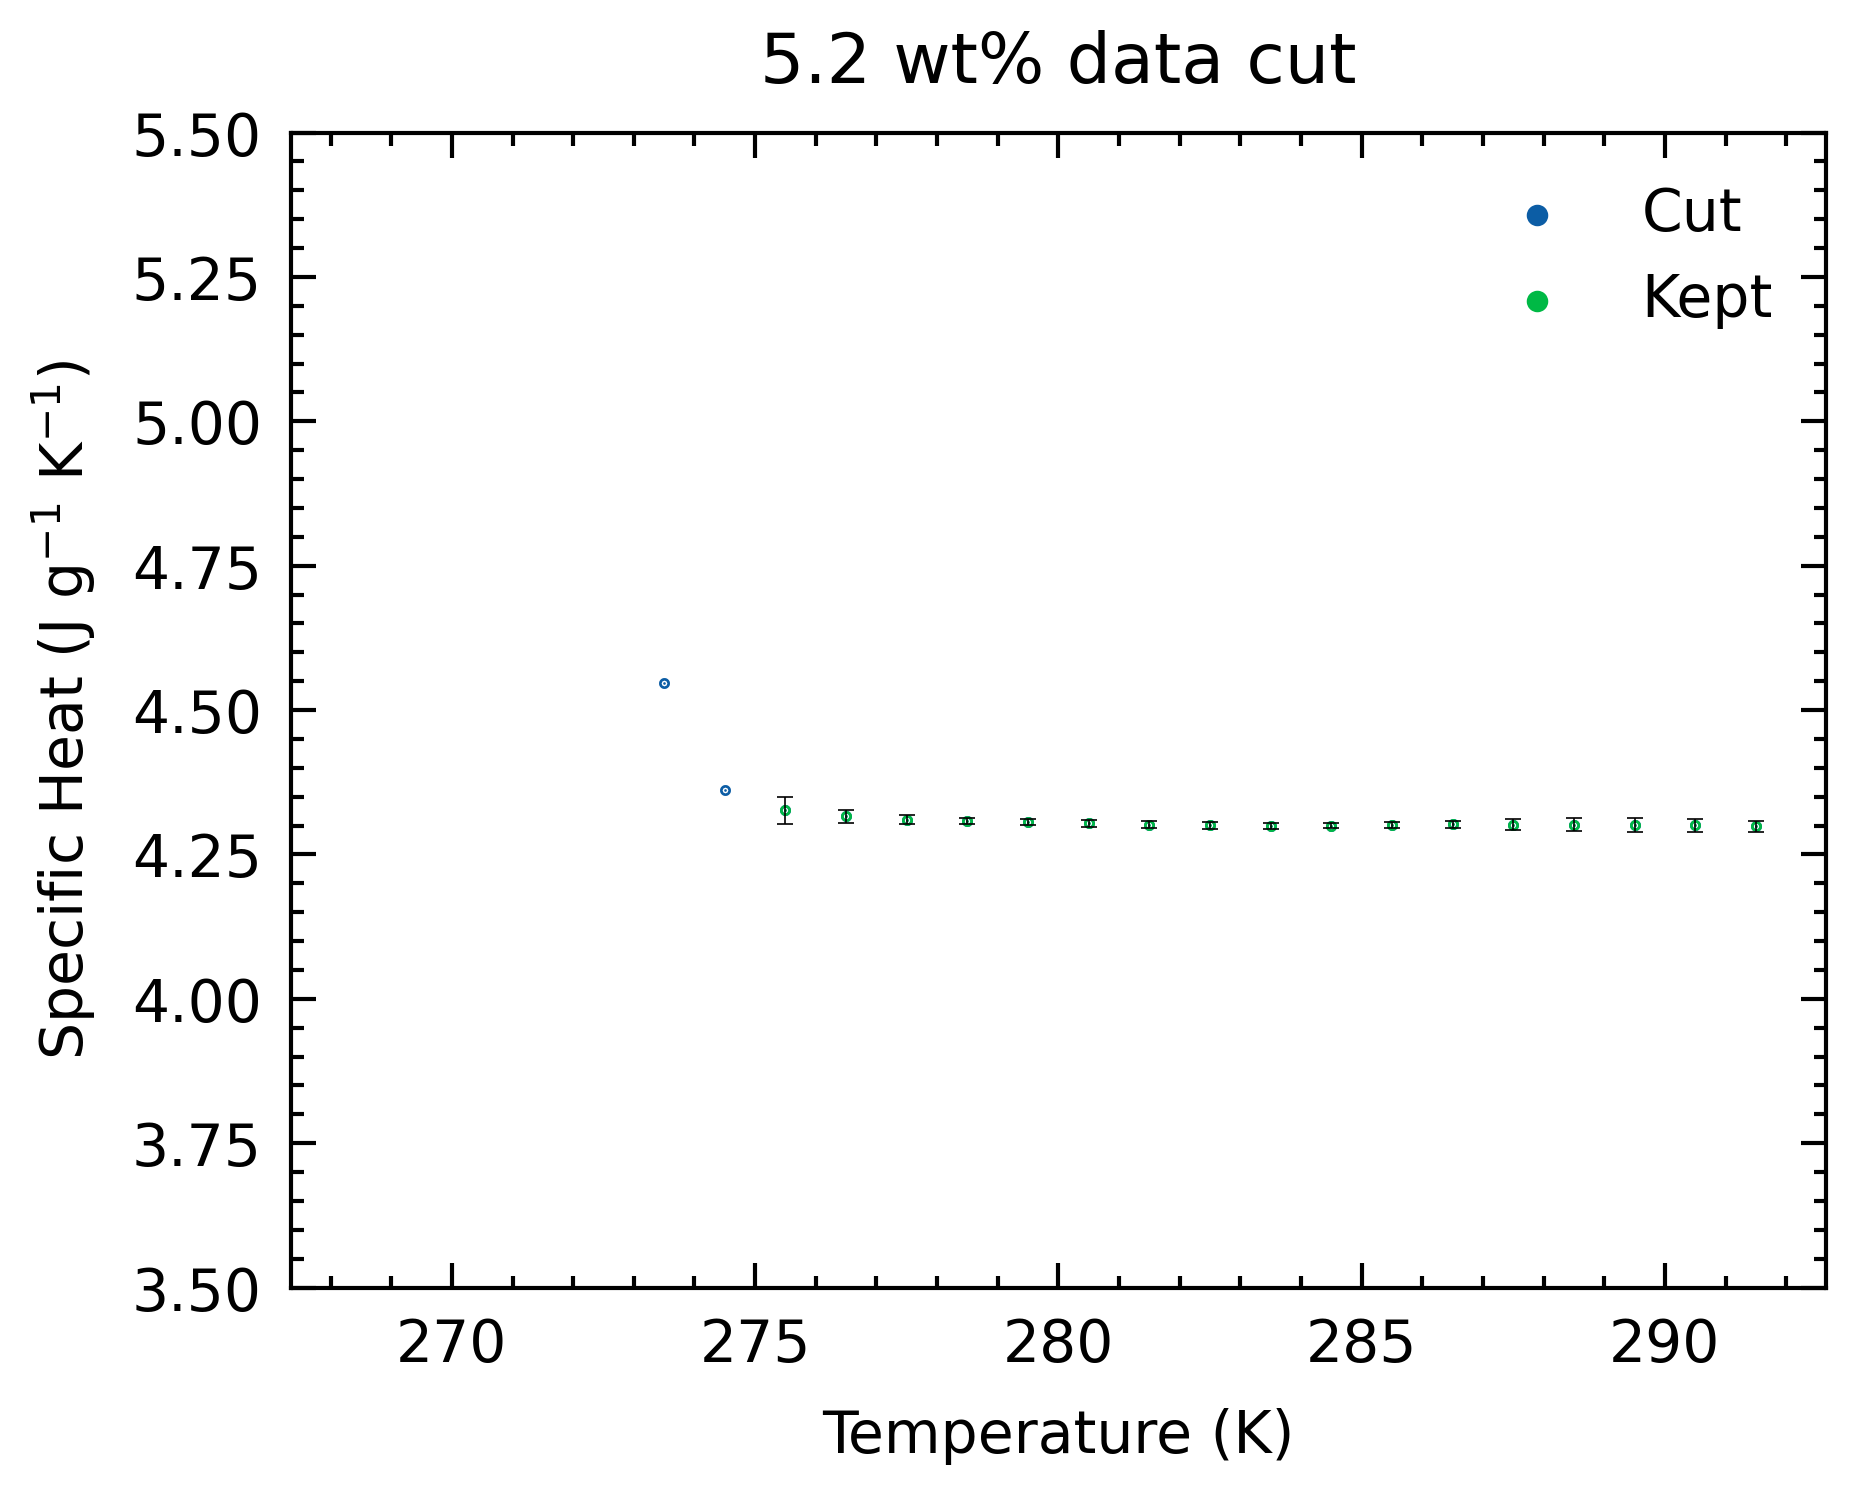 5.2 wt% data cut
Cut
Kept
5.50
5.25
5.00
4.75
4.50
4.25
4.00
3.75
3.50
Specific Heat (J g⁻¹ K⁻¹)
270 275 280 285 290
Temperature (K)